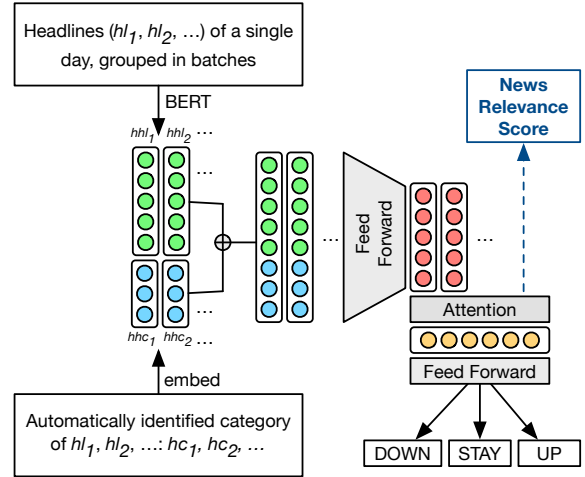 Headlines (hl1, hl2, …) of a single
day, grouped in batches
BERT
hhl1 hhl2 ...
...
News
Relevance
Score
Feed
Forward
...
...
...
hhc1 hhc2 ...
embed
Automatically identified category
of hl1, hl2, …: hc1, hc2, …
Attention
Feed Forward
DOWN
STAY
UP